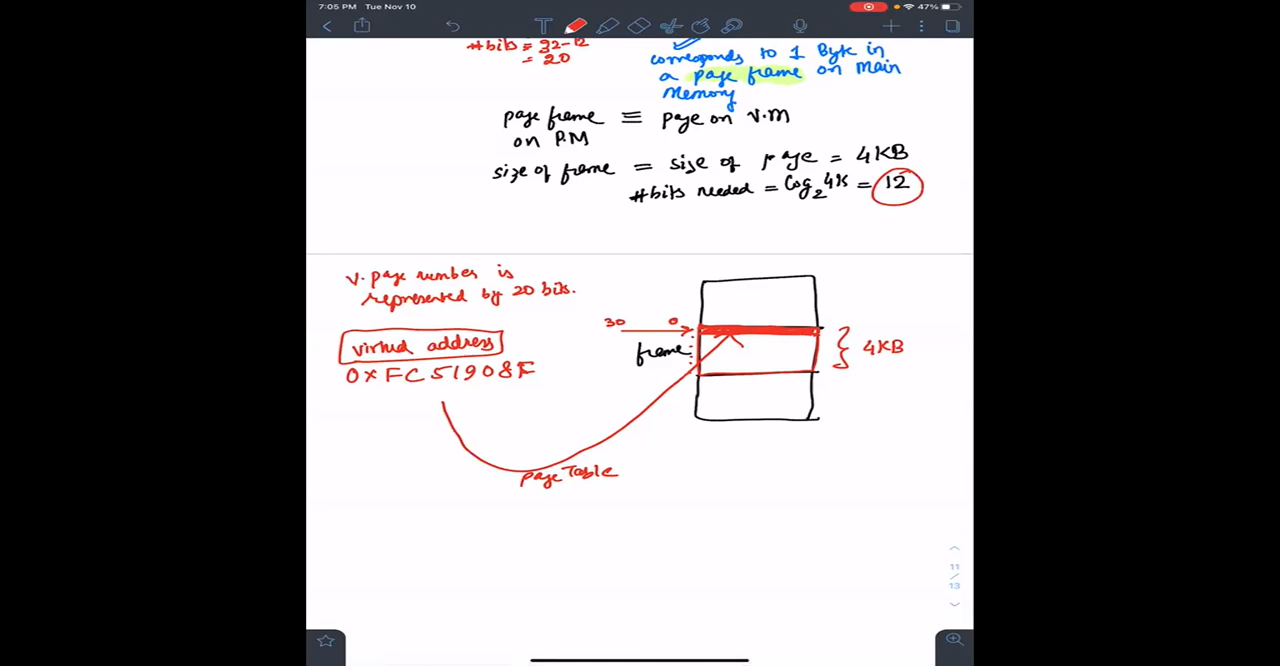 7:05 PM Tue Nov 10
47%
#bits = 32-12
= 20
corresponds to 1 Byte in
a page frame on Main
Memory
page frame ≡ page on V.M
on P.M
size of frame = size of page = 4KB
#bits needed = log₂ 4K = 12
V. page number is
represented by 20 bits.
virtual address
0xFC51908F
30 0
frame
4KB
page Table
11
/
13